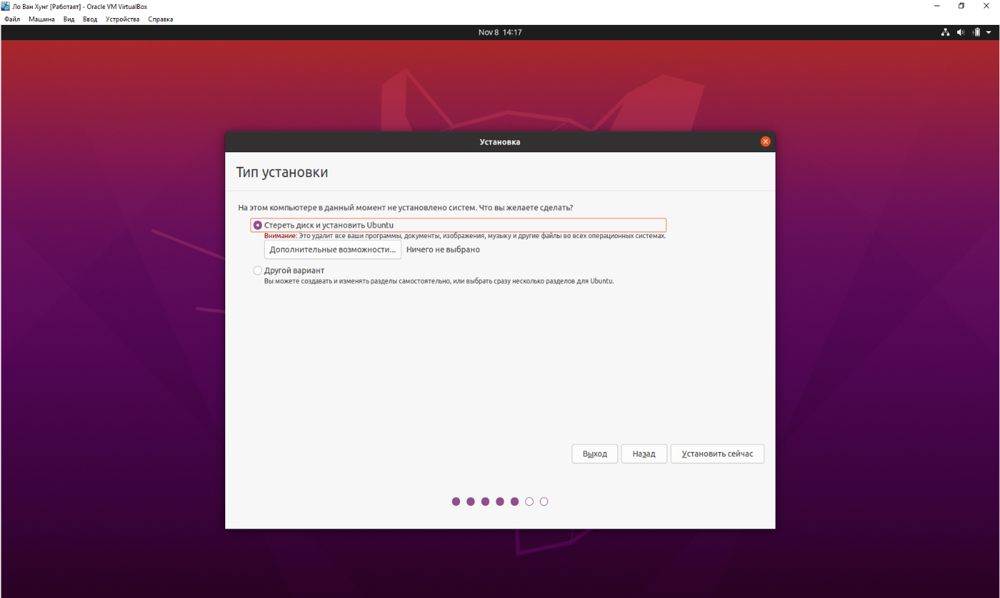 Ло Ван Хунг [Работает] - Oracle VM VirtualBox
Файл Машина Вид Ввод Устройства Справка
Nov 8 14:17
Установка
Тип установки
На этом компьютере в данный момент не установлено систем. Что вы желаете сделать?
Стереть диск и установить Ubuntu
Внимание: Это удалит все ваши программы, документы, изображения, музыку и другие файлы во всех операционных системах.
Дополнительные возможности... Ничего не выбрано
Другой вариант
Вы можете создавать и изменять разделы самостоятельно, или выбрать сразу несколько разделов для Ubuntu.
Выход Назад Установить сейчас